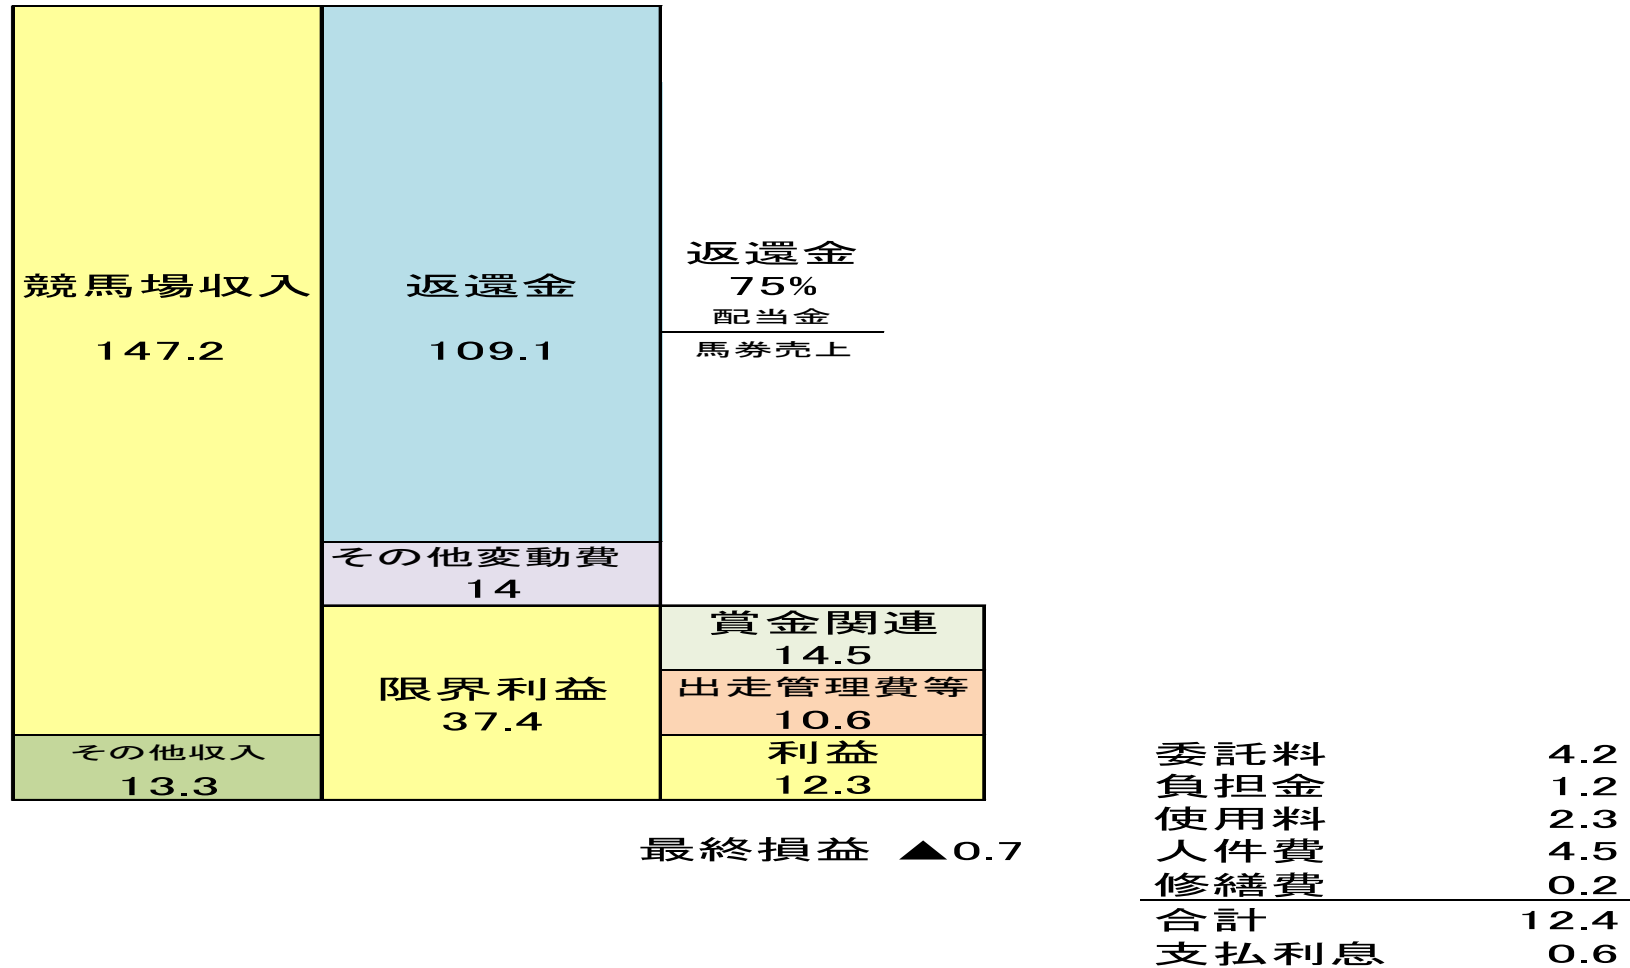 競馬場収入
147.2
その他収入
13.3
返還金
109.1
その他変動費
14
限界利益
37.4
返還金
75%
配当金
馬券売上
賞金関連
14.5
出走管理費等
10.6
利益
12.3
最終損益 ▲0.7
委託料 4.2
負担金 1.2
使用料 2.3
人件費 4.5
修繕費 0.2
合計 12.4
支払利息 0.6